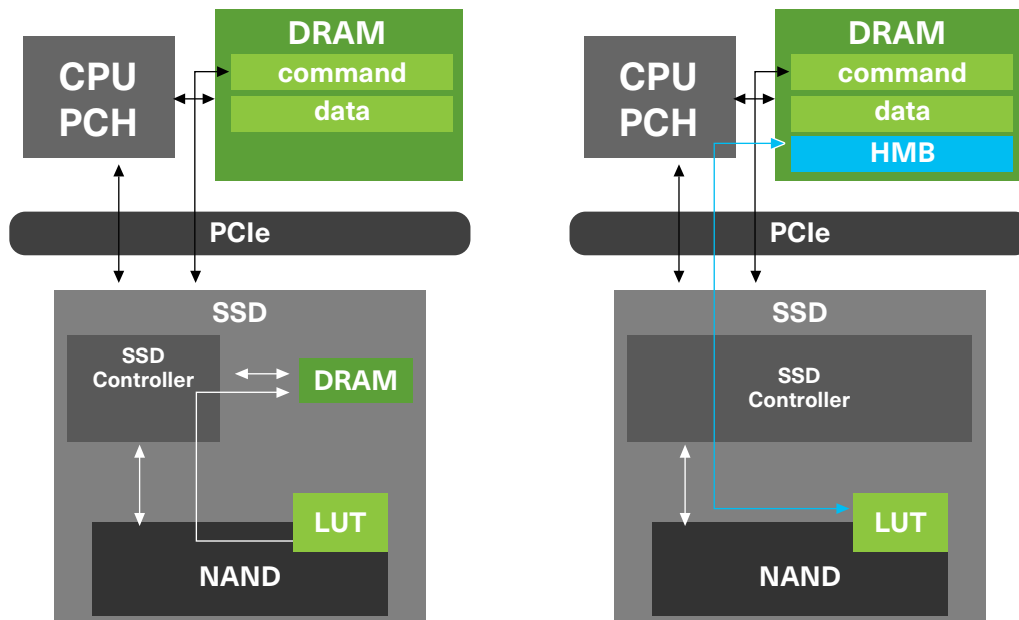 CPU
PCH
DRAM
command
data
PCIe
SSD
SSD
Controller
DRAM
LUT
NAND
CPU
PCH
DRAM
command
data
HMB
PCIe
SSD
SSD
Controller
LUT
NAND